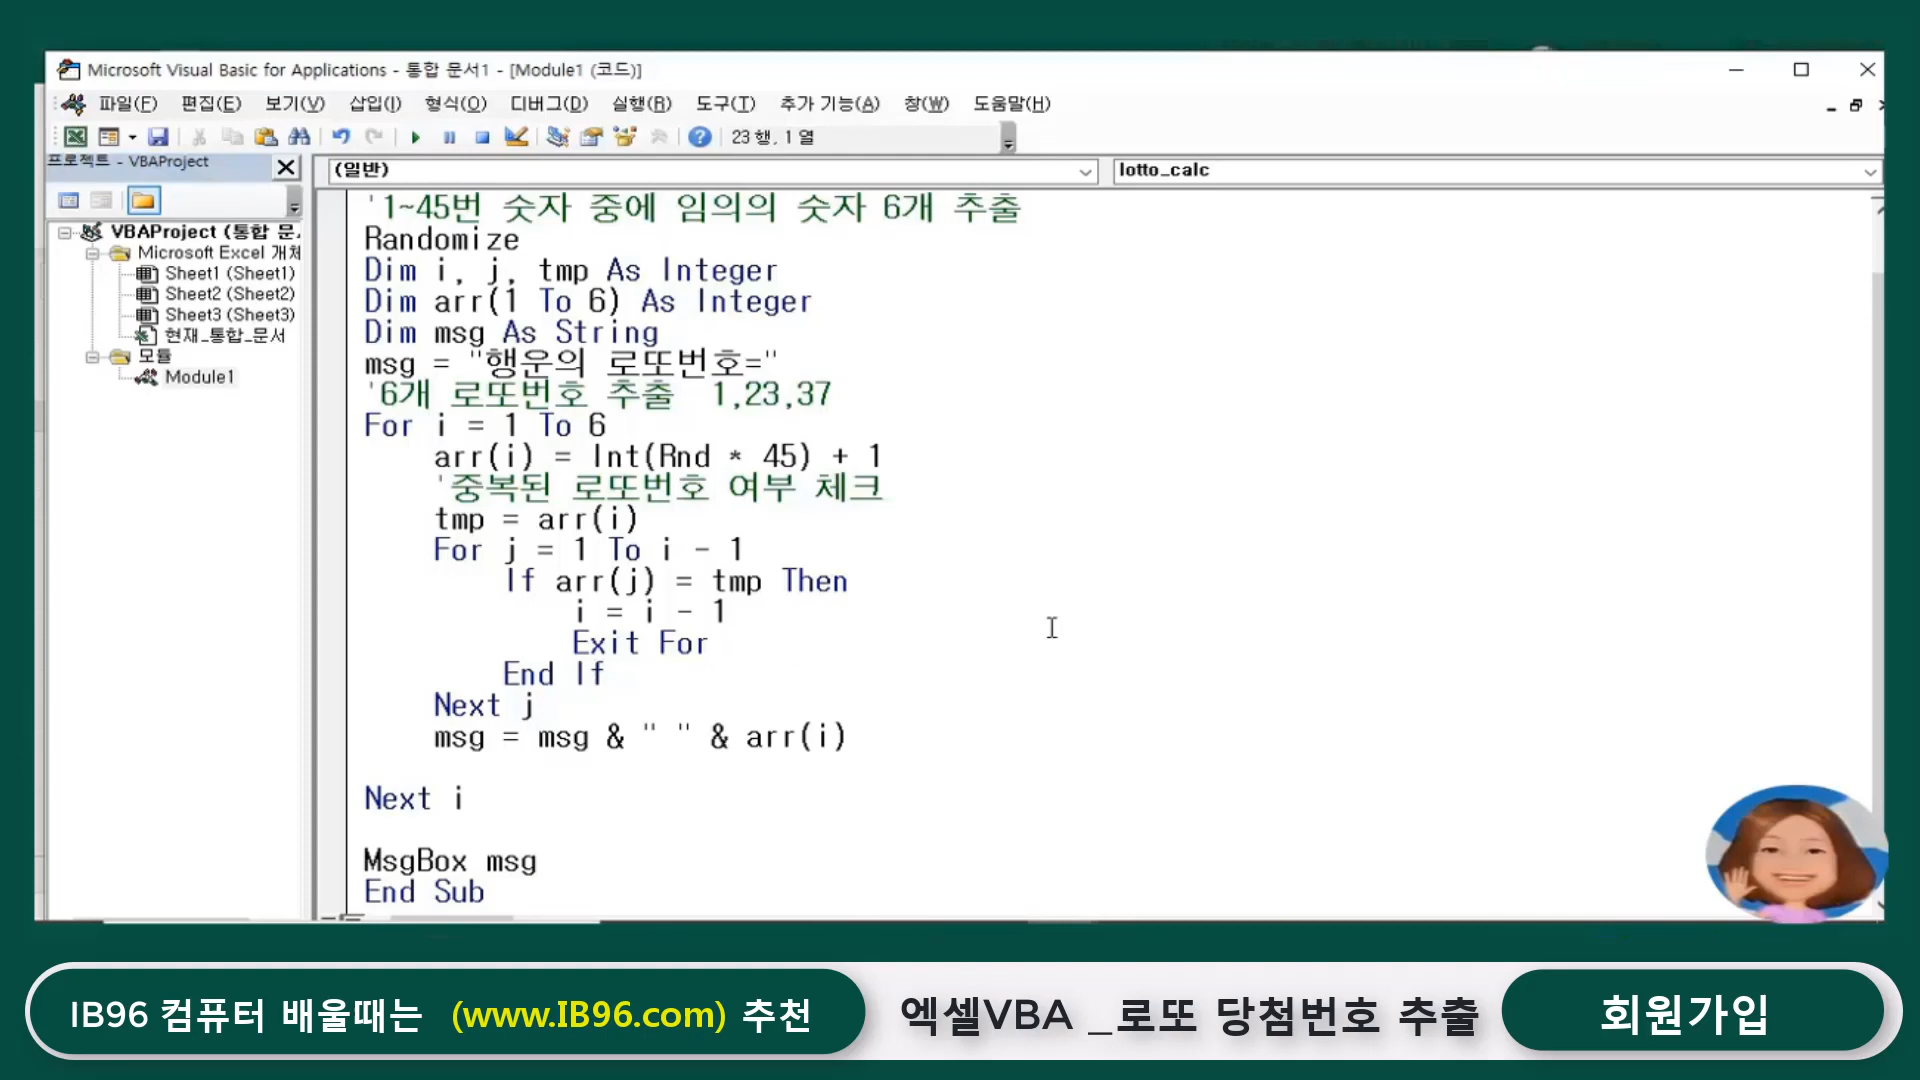 Microsoft Visual Basic for Applications - 통합 문서1 - [Module1 (코드)]
파일(F) 편집(E) 보기(V) 삽입(I) 형식(O) 디버그(D) 실행(R) 도구(T) 추가 기능(A) 창(W) 도움말(H)
23 행, 1 열
프로젝트 - VBAProject
(일반)
lotto_calc
VBAProject (통합 문
Microsoft Excel 개체
Sheet1 (Sheet1)
Sheet2 (Sheet2)
Sheet3 (Sheet3)
현재_통합_문서
모듈
Module1
'1~45번 숫자 중에 임의의 숫자 6개 추출
Randomize
Dim i, j, tmp As Integer
Dim arr(1 To 6) As Integer
Dim msg As String
msg = "행운의 로또번호="
'6개 로또번호 추출  1,23,37
For i = 1 To 6
    arr(i) = Int(Rnd * 45) + 1
    '중복된 로또번호 여부 체크
    tmp = arr(i)
    For j = 1 To i - 1
        If arr(j) = tmp Then
            i = i - 1
            Exit For
        End If
    Next j
    msg = msg & " " & arr(i)
Next i
MsgBox msg
End Sub
IB96 컴퓨터 배울때는 (www.IB96.com) 추천
엑셀VBA _로또 당첨번호 추출
회원가입